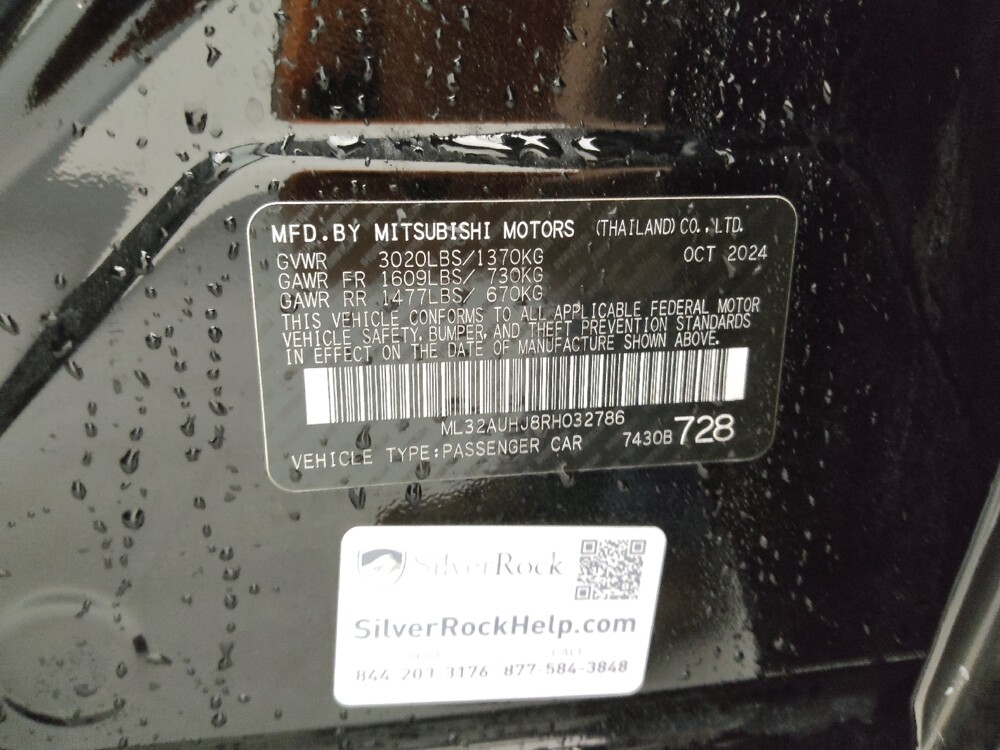 MFD.BY MITSUBISHI MOTORS (THAILAND) CO.,LTD.
GVWR 3020LBS/1370KG OCT 2024
GAWR FR 1609LBS/ 730KG
GAWR RR 1477LBS/ 670KG
THIS VEHICLE CONFORMS TO ALL APPLICABLE FEDERAL MOTOR
VEHICLE SAFETY, BUMPER, AND THEFT PREVENTION STANDARDS
IN EFFECT ON THE DATE OF MANUFACTURE SHOWN ABOVE.
ML32AUHJ8RH032786
VEHICLE TYPE:PASSENGER CAR 7430B 728
SilverRock
SilverRockHelp.com
CALL
844 203 3176 877-584-3848